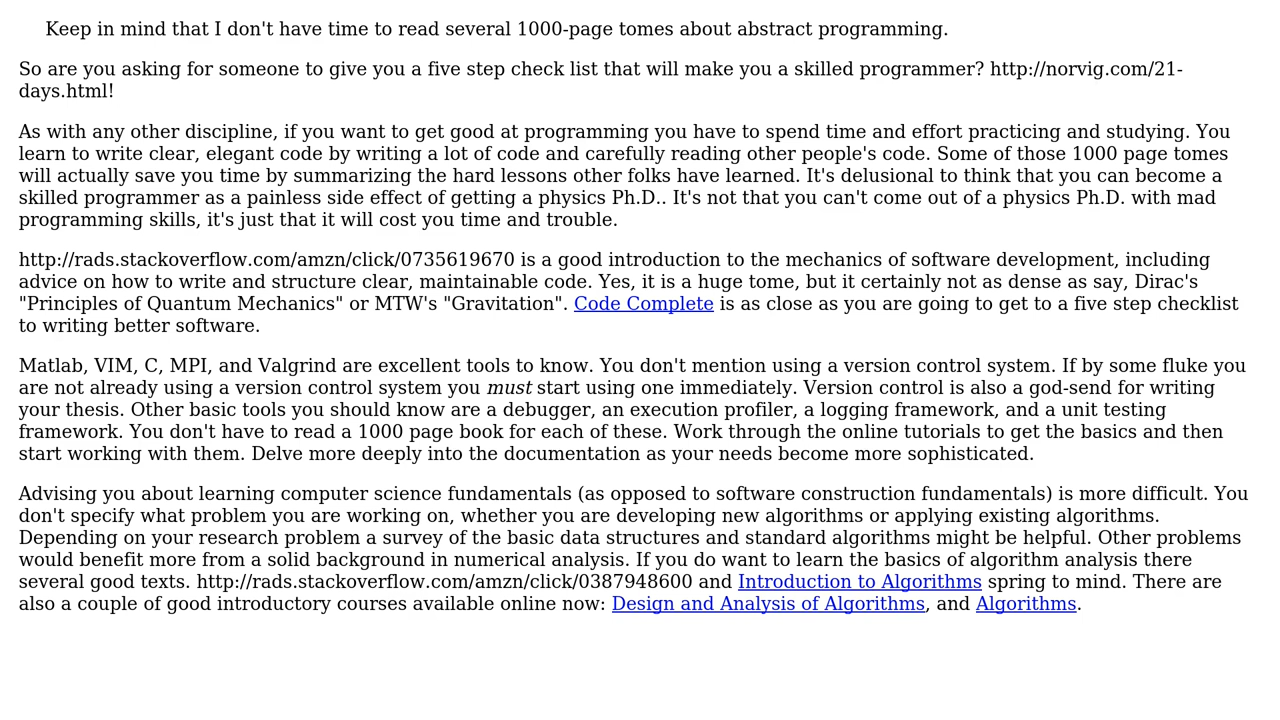 Keep in mind that I don't have time to read several 1000-page tomes about abstract programming.
So are you asking for someone to give you a five step check list that will make you a skilled programmer? http://norvig.com/21-
days.html!
As with any other discipline, if you want to get good at programming you have to spend time and effort practicing and studying. You
learn to write clear, elegant code by writing a lot of code and carefully reading other people's code. Some of those 1000 page tomes
will actually save you time by summarizing the hard lessons other folks have learned. It's delusional to think that you can become a
skilled programmer as a painless side effect of getting a physics Ph.D.. It's not that you can't come out of a physics Ph.D. with mad
programming skills, it's just that it will cost you time and trouble.
http://rads.stackoverflow.com/amzn/click/0735619670 is a good introduction to the mechanics of software development, including
advice on how to write and structure clear, maintainable code. Yes, it is a huge tome, but it certainly not as dense as say, Dirac's
"Principles of Quantum Mechanics" or MTW's "Gravitation". Code Complete is as close as you are going to get to a five step checklist
to writing better software.
Matlab, VIM, C, MPI, and Valgrind are excellent tools to know. You don't mention using a version control system. If by some fluke you
are not already using a version control system you must start using one immediately. Version control is also a god-send for writing
your thesis. Other basic tools you should know are a debugger, an execution profiler, a logging framework, and a unit testing
framework. You don't have to read a 1000 page book for each of these. Work through the online tutorials to get the basics and then
start working with them. Delve more deeply into the documentation as your needs become more sophisticated.
Advising you about learning computer science fundamentals (as opposed to software construction fundamentals) is more difficult. You
don't specify what problem you are working on, whether you are developing new algorithms or applying existing algorithms.
Depending on your research problem a survey of the basic data structures and standard algorithms might be helpful. Other problems
would benefit more from a solid background in numerical analysis. If you do want to learn the basics of algorithm analysis there
several good texts. http://rads.stackoverflow.com/amzn/click/0387948600 and Introduction to Algorithms spring to mind. There are
also a couple of good introductory courses available online now: Design and Analysis of Algorithms, and Algorithms.